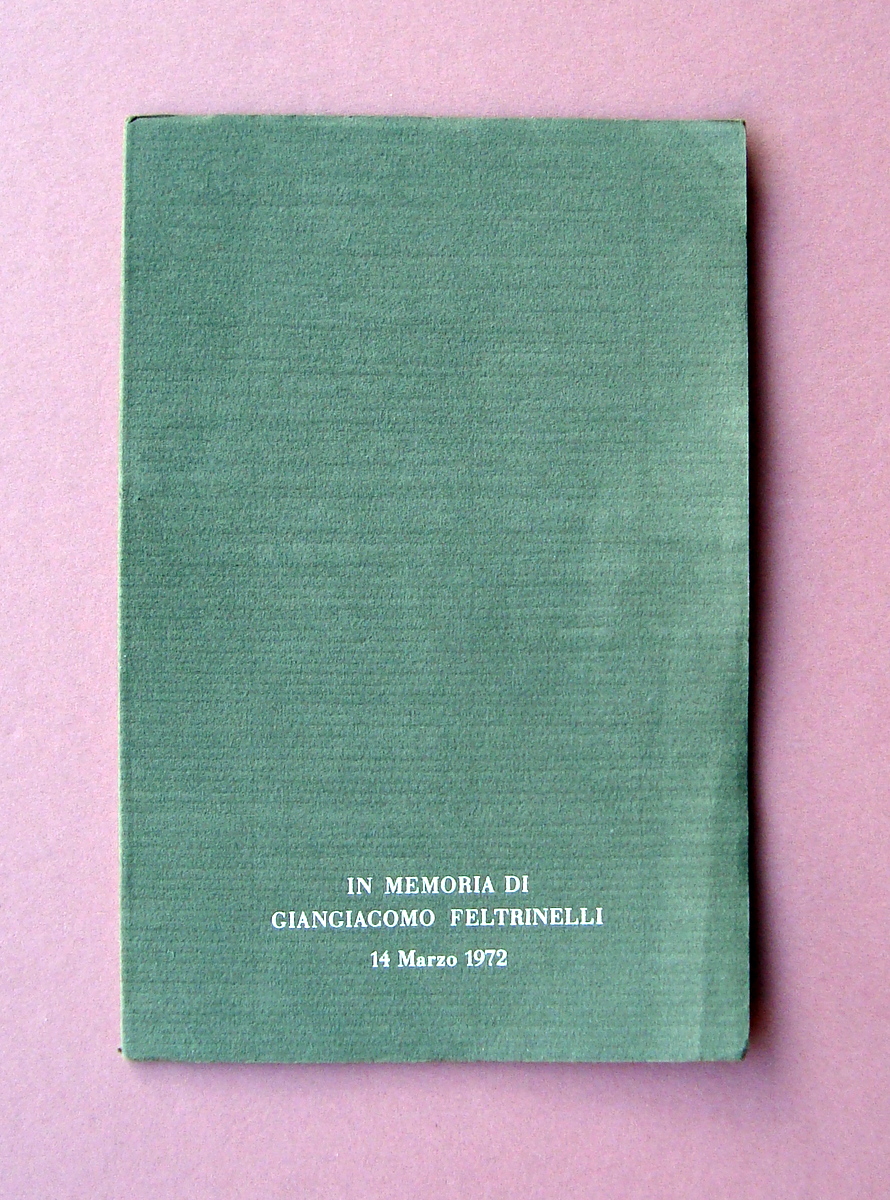 IN MEMORIA DI
GIANGIACOMO FELTRINELLI
14 Marzo 1972